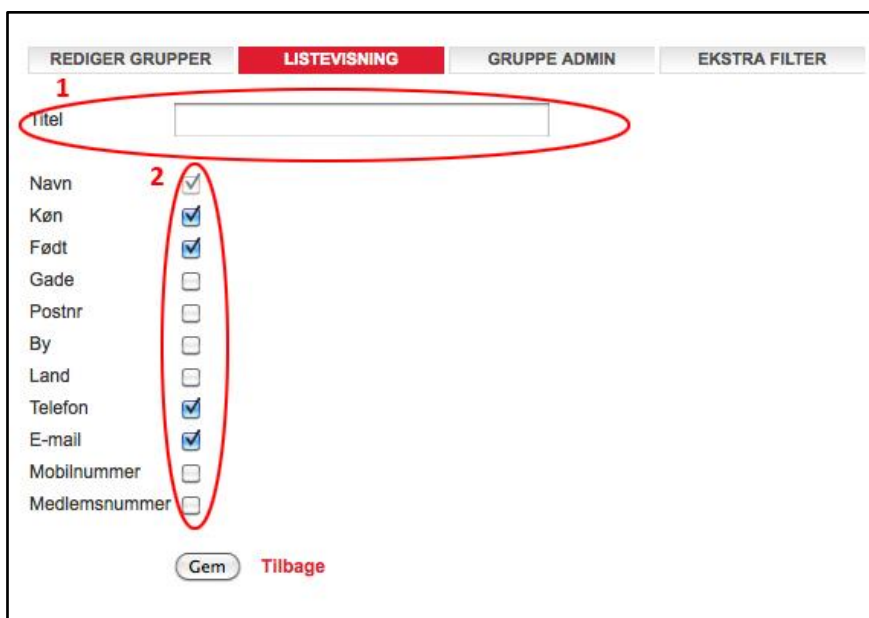 REDIGER GRUPPER LISTEVISNING GRUPPE ADMIN EKSTRA FILTER
1
Titel
Navn 2
Køn
Født
Gade
Postnr
By
Land
Telefon
E-mail
Mobilnummer
Medlemsnummer
Gem Tilbage